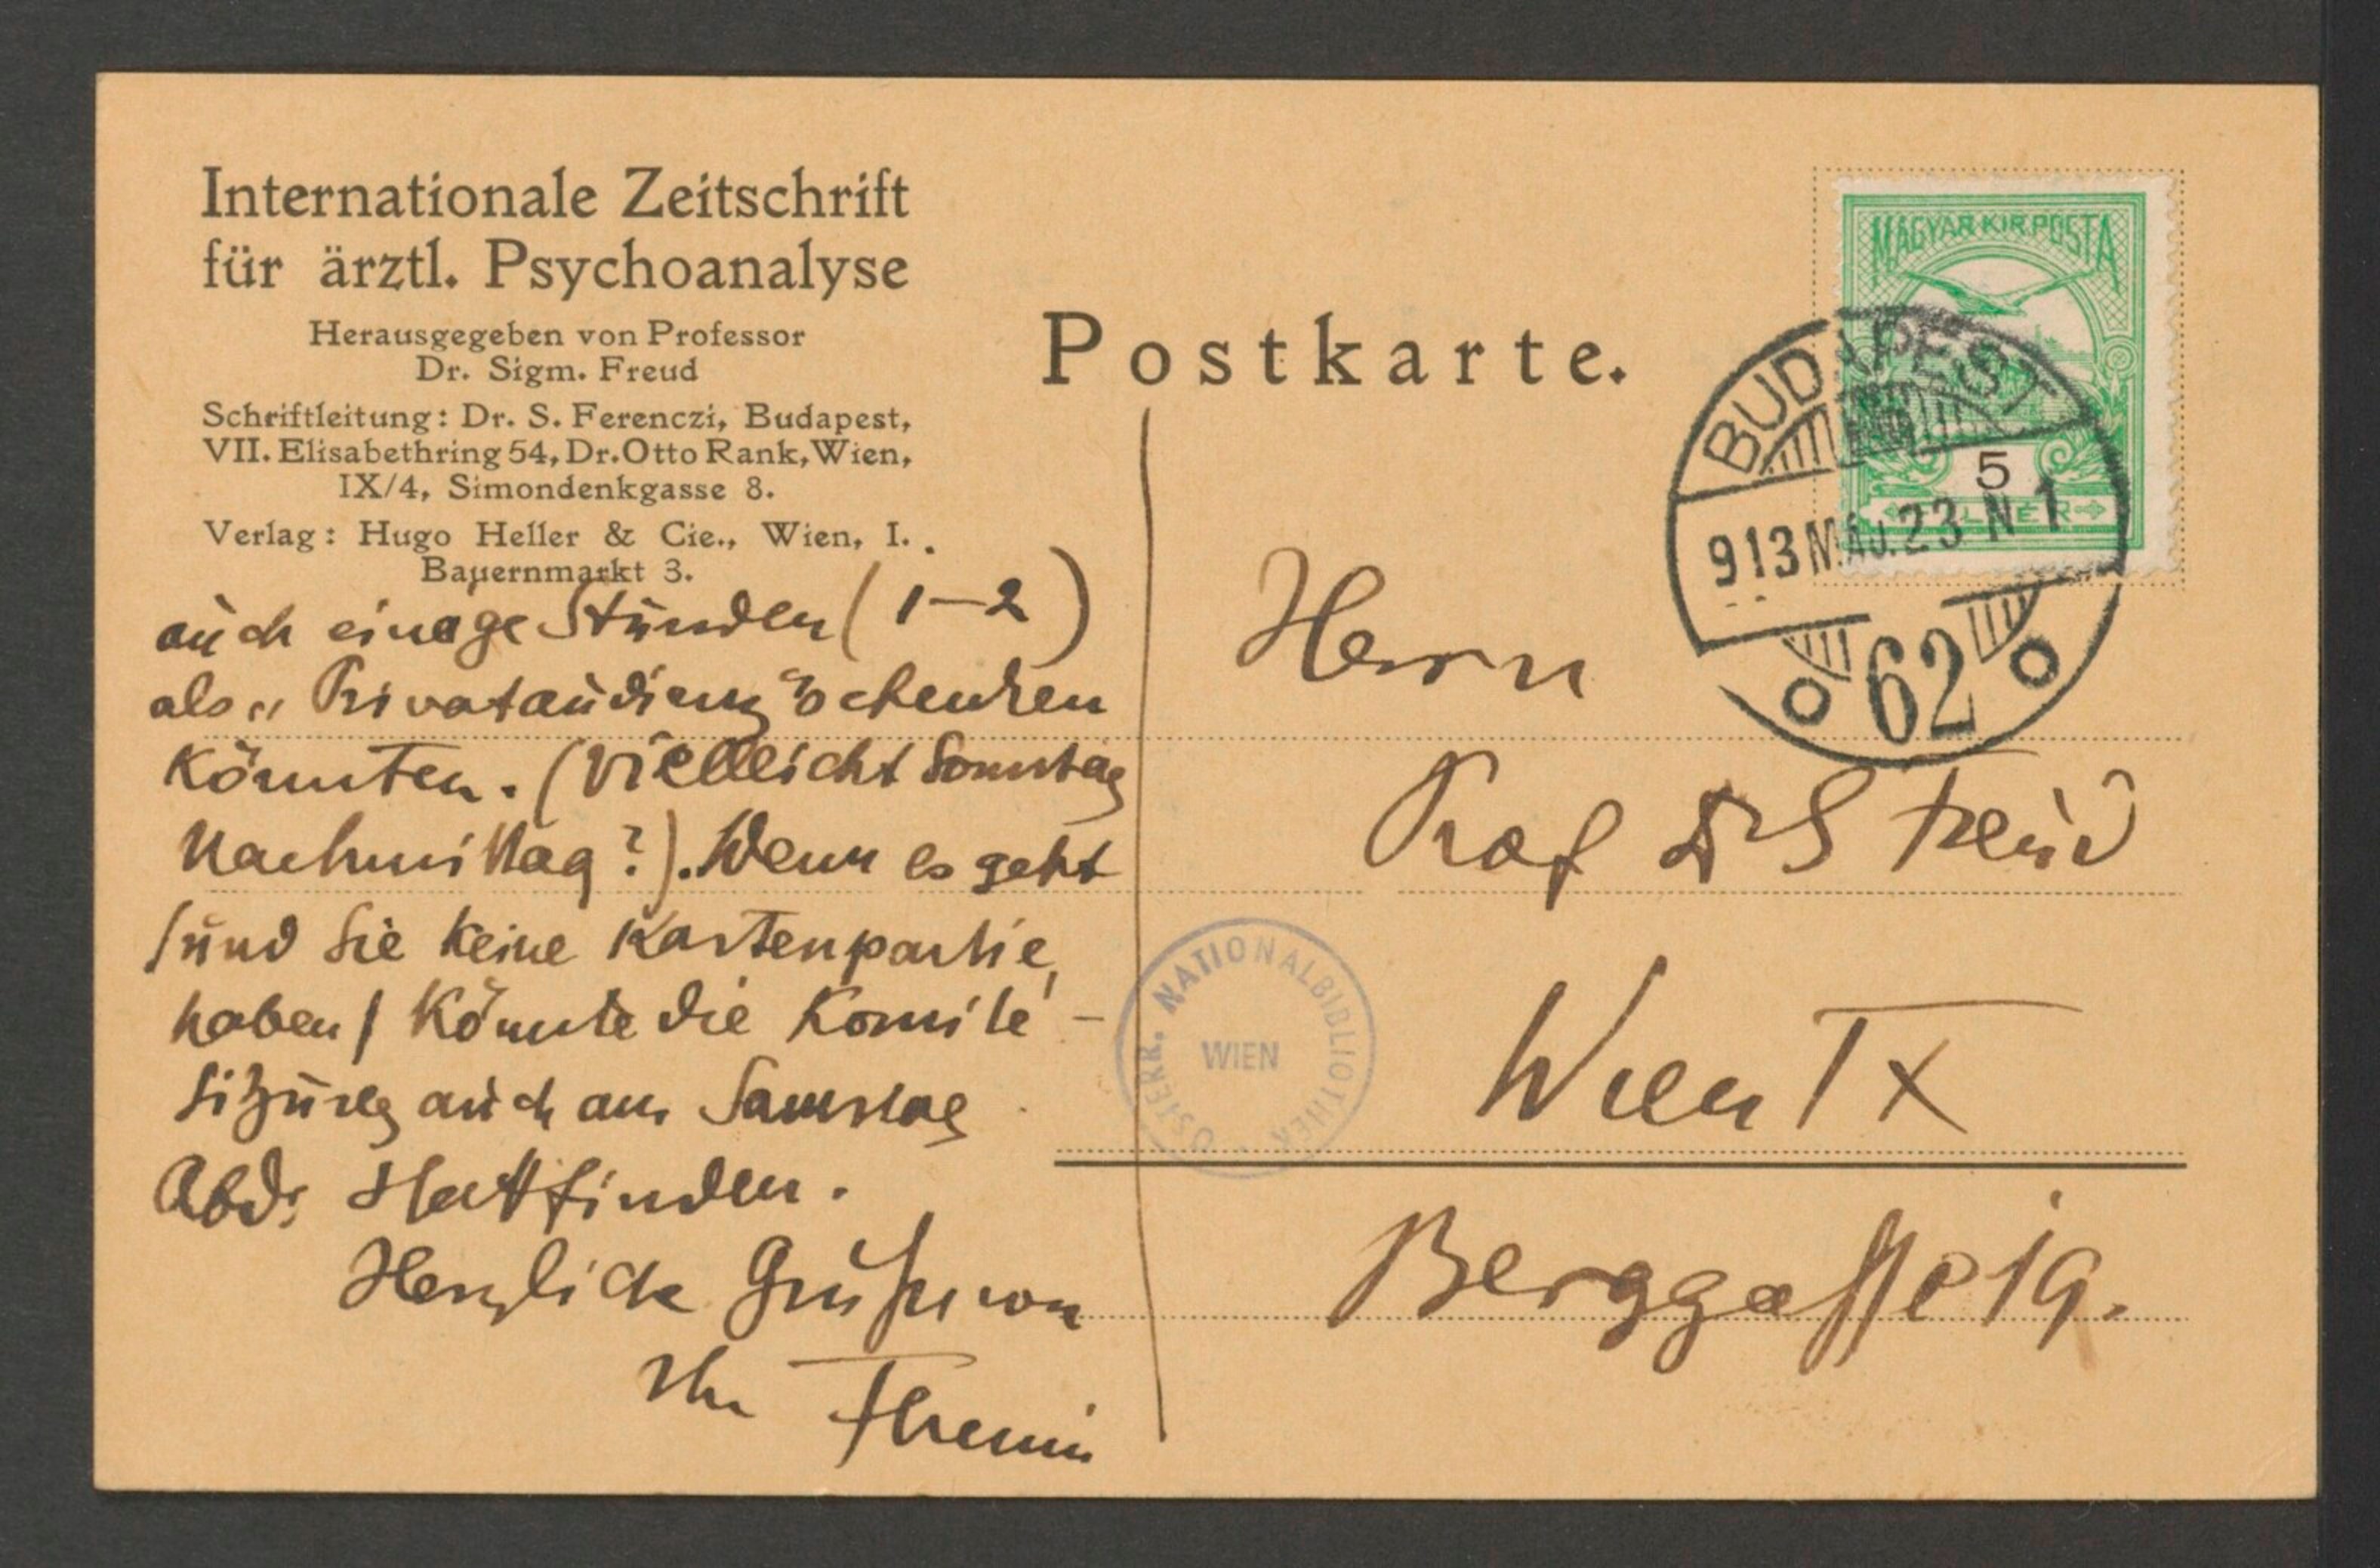 Internationale Zeitschrift
für ärztl. Psychoanalyse
Herausgegeben von Professor
Dr. Sigm. Freud
Schriftleitung: Dr. S. Ferenczi, Budapest,
VII. Elisabethring 54, Dr. Otto Rank, Wien,
IX/4, Simondenkgasse 8.
Verlag: Hugo Heller & Cie., Wien, I.
Bauernmarkt 3.
auch einige Stunden (1–2)
als „Privataudienz“ schenken
könnten. (Vielleicht Sonntag
Nachmittag?). Wenn es geht
/und Sie keine Kartenpartie
haben/ könnte die Komité-
Sitzung auch am Samstag
Abds stattfinden.
Herzliche Grüße von
Ihr Ferenczi
Postkarte.
MAGYAR KIR. POSTA
5
FILLÉR
BUDAPEST
913 MÁJ. 23 N 1
62
Herrn
Prof Dr S Freud
Wien IX
Berggasse 19.
ÖSTERR. NATIONALBIBLIOTHEK
WIEN